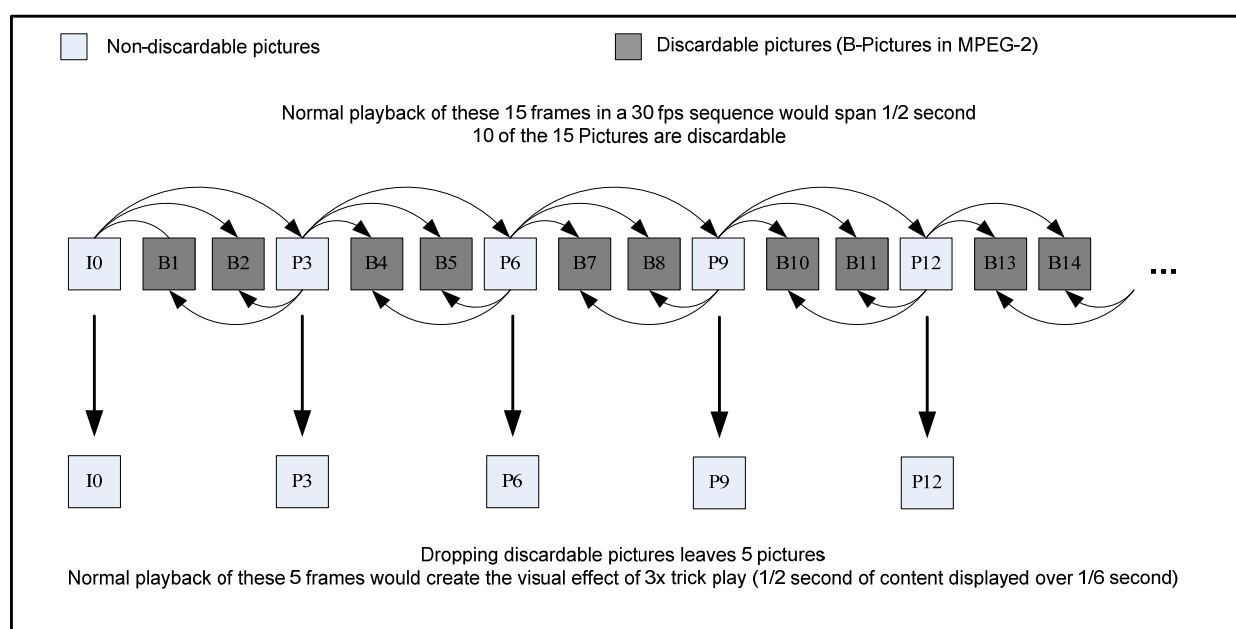 Non-discardable pictures
Discardable pictures (B-Pictures in MPEG-2)
Normal playback of these 15 frames in a 30 fps sequence would span 1/2 second
10 of the 15 Pictures are discardable
I0 B1 B2 P3 B4 B5 P6 B7 B8 P9 B10 B11 P12 B13 B14 ...
I0 P3 P6 P9 P12
Dropping discardable pictures leaves 5 pictures
Normal playback of these 5 frames would create the visual effect of 3x trick play (1/2 second of content displayed over 1/6 second)